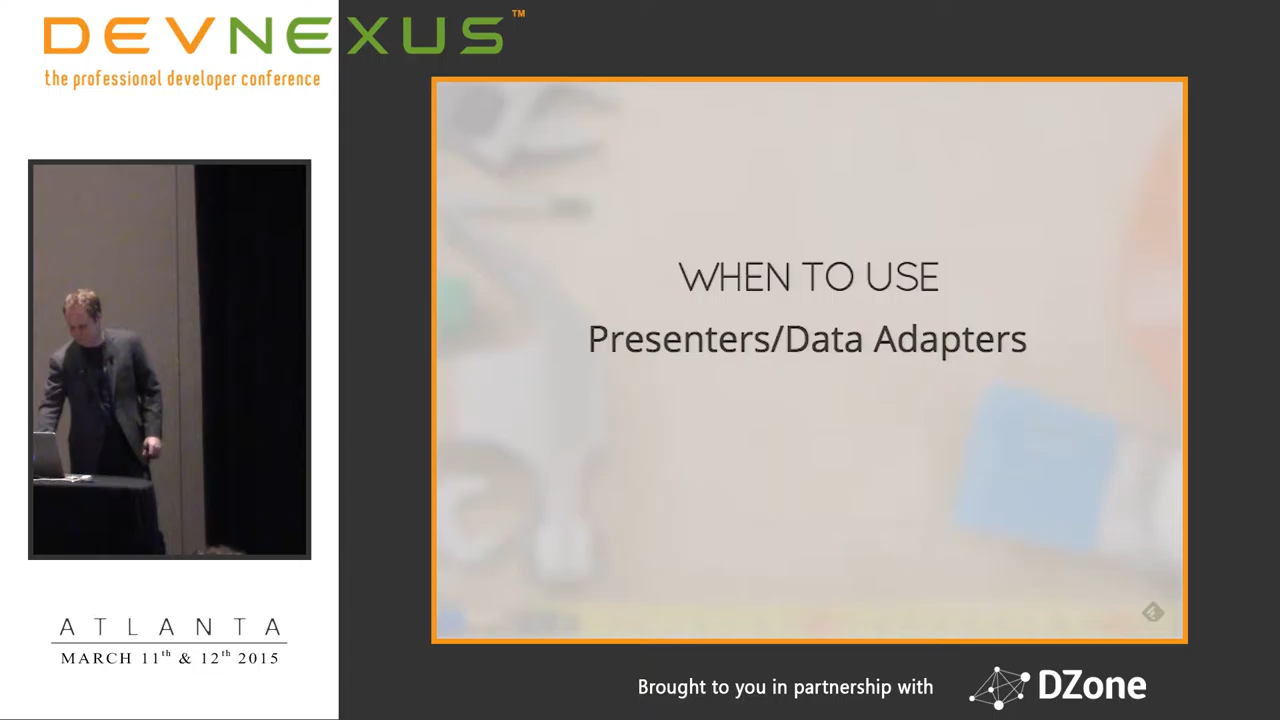 DEVNEXUS™
the professional developer conference
WHEN TO USE
Presenters/Data Adapters
ATLANTA
MARCH 11th & 12th 2015
Brought to you in partnership with DZone